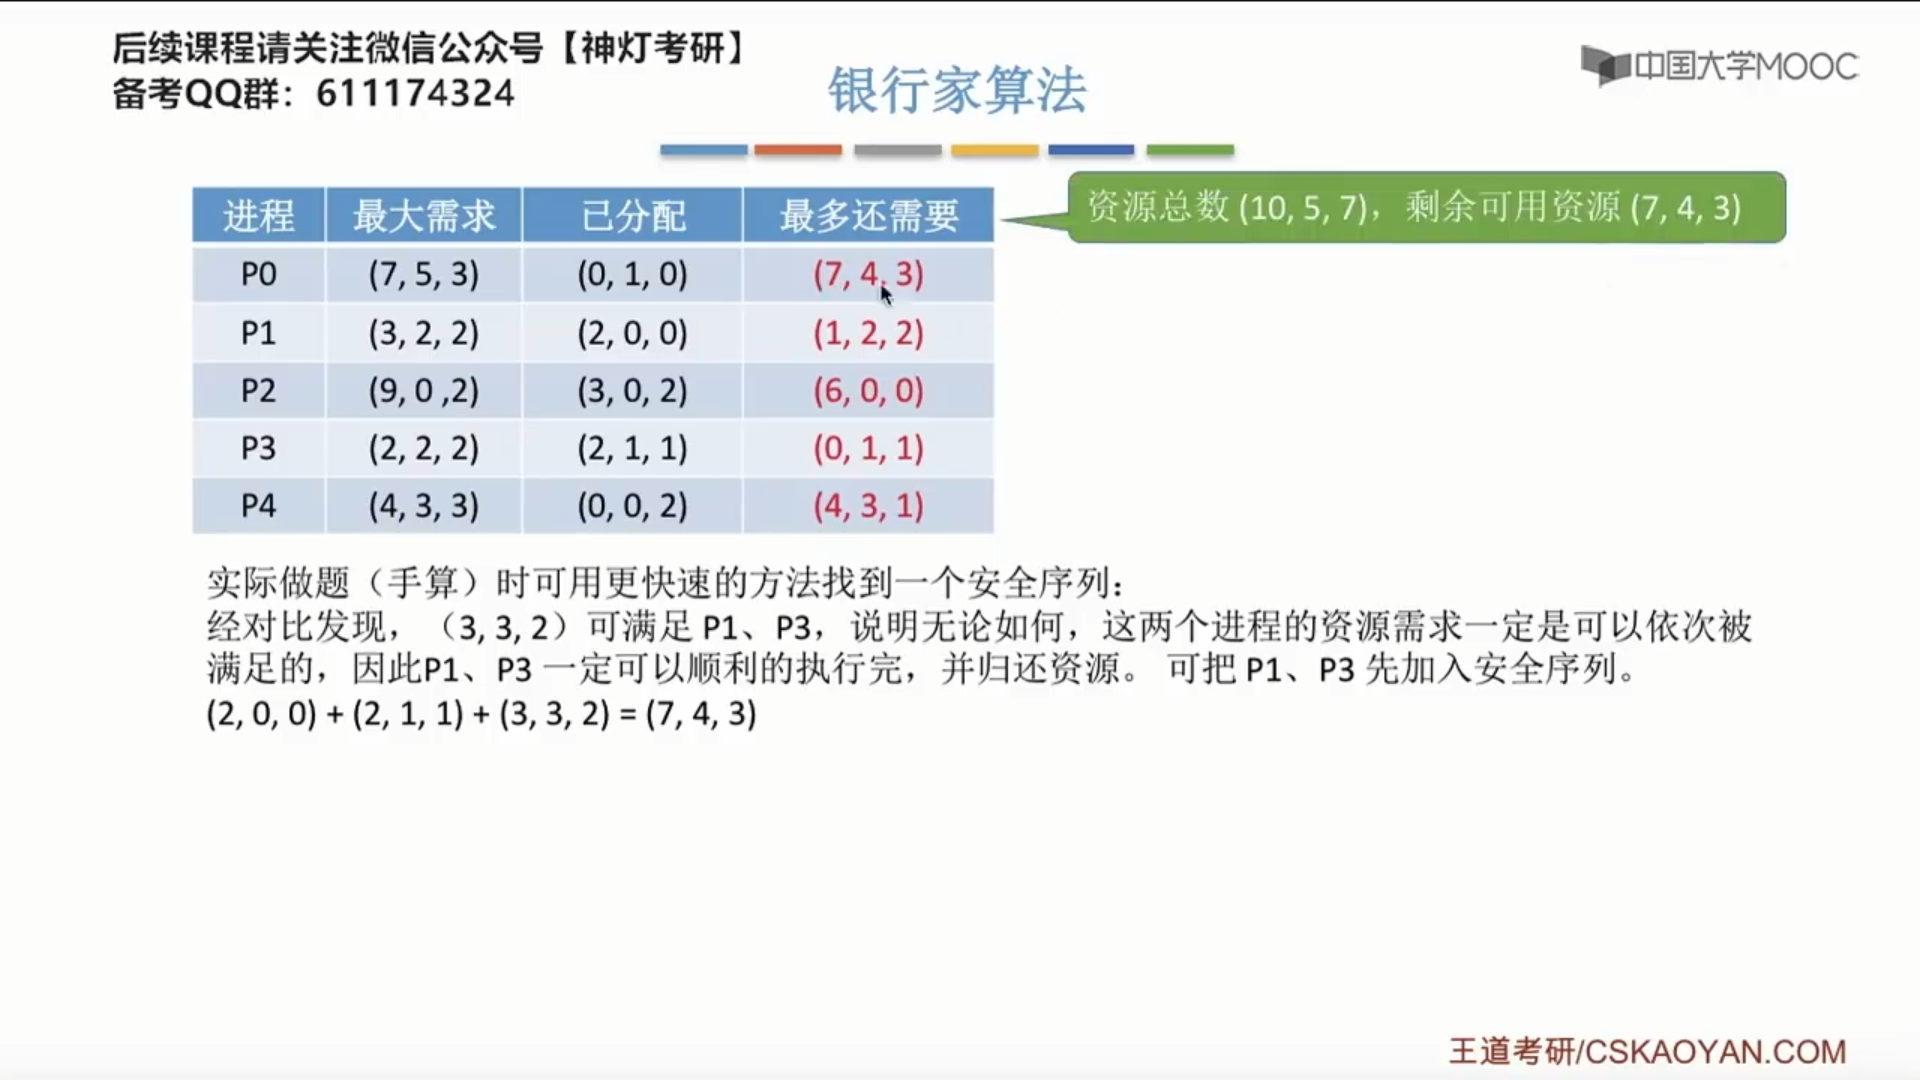 后续课程请关注微信公众号【神灯考研】
备考QQ群：611174324
中国大学MOOC
银行家算法
进程 最大需求 已分配 最多还需要
资源总数 (10, 5, 7)，剩余可用资源 (7, 4, 3)
P0 (7, 5, 3) (0, 1, 0) (7, 4, 3)
P1 (3, 2, 2) (2, 0, 0) (1, 2, 2)
P2 (9, 0 ,2) (3, 0, 2) (6, 0, 0)
P3 (2, 2, 2) (2, 1, 1) (0, 1, 1)
P4 (4, 3, 3) (0, 0, 2) (4, 3, 1)
实际做题（手算）时可用更快速的方法找到一个安全序列：
经对比发现，（3, 3, 2）可满足 P1、P3，说明无论如何，这两个进程的资源需求一定是可以依次被
满足的，因此P1、P3 一定可以顺利的执行完，并归还资源。 可把 P1、P3 先加入安全序列。
(2, 0, 0) + (2, 1, 1) + (3, 3, 2) = (7, 4, 3)
王道考研/CSKAOYAN.COM